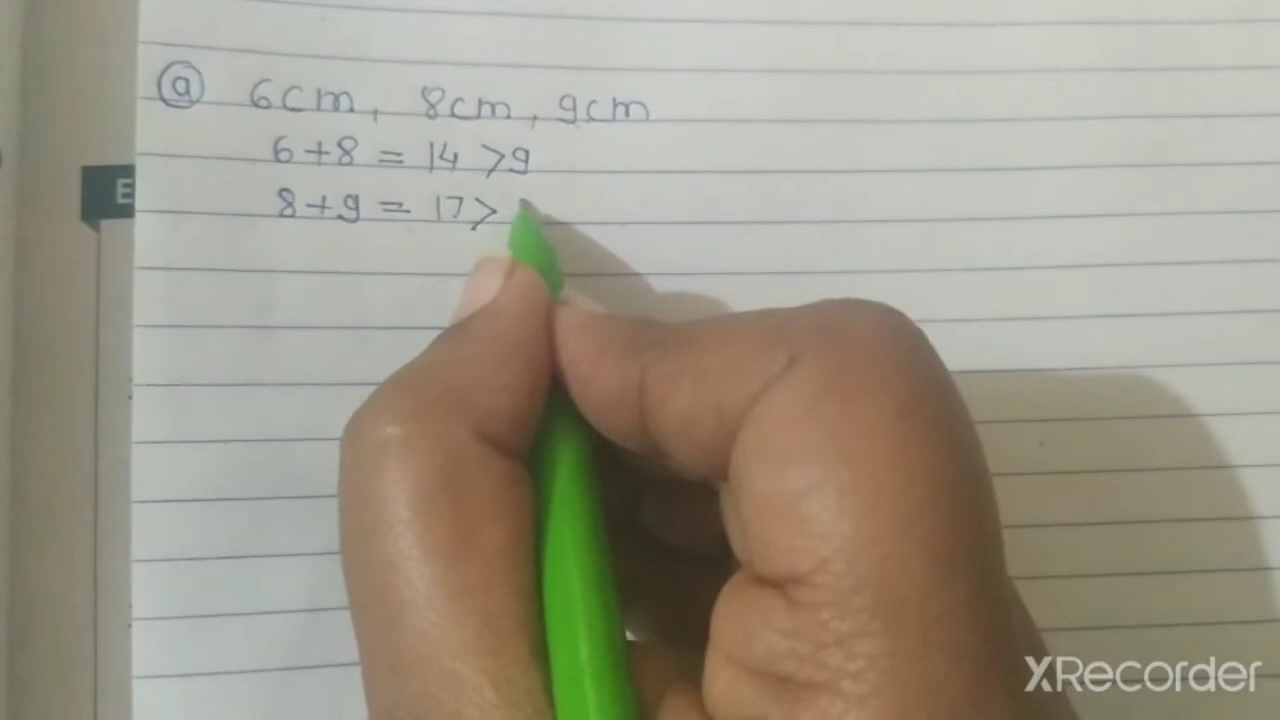 ⓐ 6cm, 8cm, 9cm
6+8 = 14 >9
8+9 = 17>
E
XRecorder